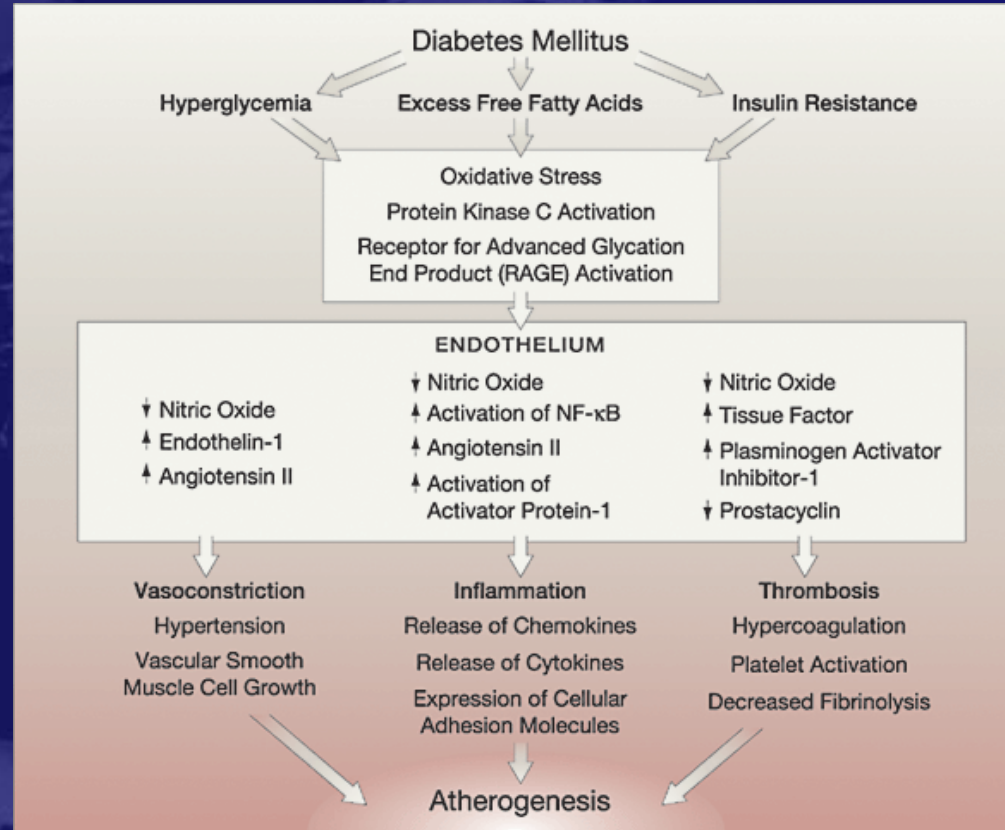 Diabetes Mellitus
Hyperglycemia
Excess Free Fatty Acids
Insulin Resistance
Oxidative Stress
Protein Kinase C Activation
Receptor for Advanced Glycation
End Product (RAGE) Activation
ENDOTHELIUM
Nitric Oxide
Endothelin-1
Angiotensin II
Nitric Oxide
Activation of NF-κB
Angiotensin II
Activation of
Activator Protein-1
Nitric Oxide
Tissue Factor
Plasminogen Activator
Inhibitor-1
Prostacyclin
Vasoconstriction
Hypertension
Vascular Smooth
Muscle Cell Growth
Inflammation
Release of Chemokines
Release of Cytokines
Expression of Cellular
Adhesion Molecules
Thrombosis
Hypercoagulation
Platelet Activation
Decreased Fibrinolysis
Atherogenesis